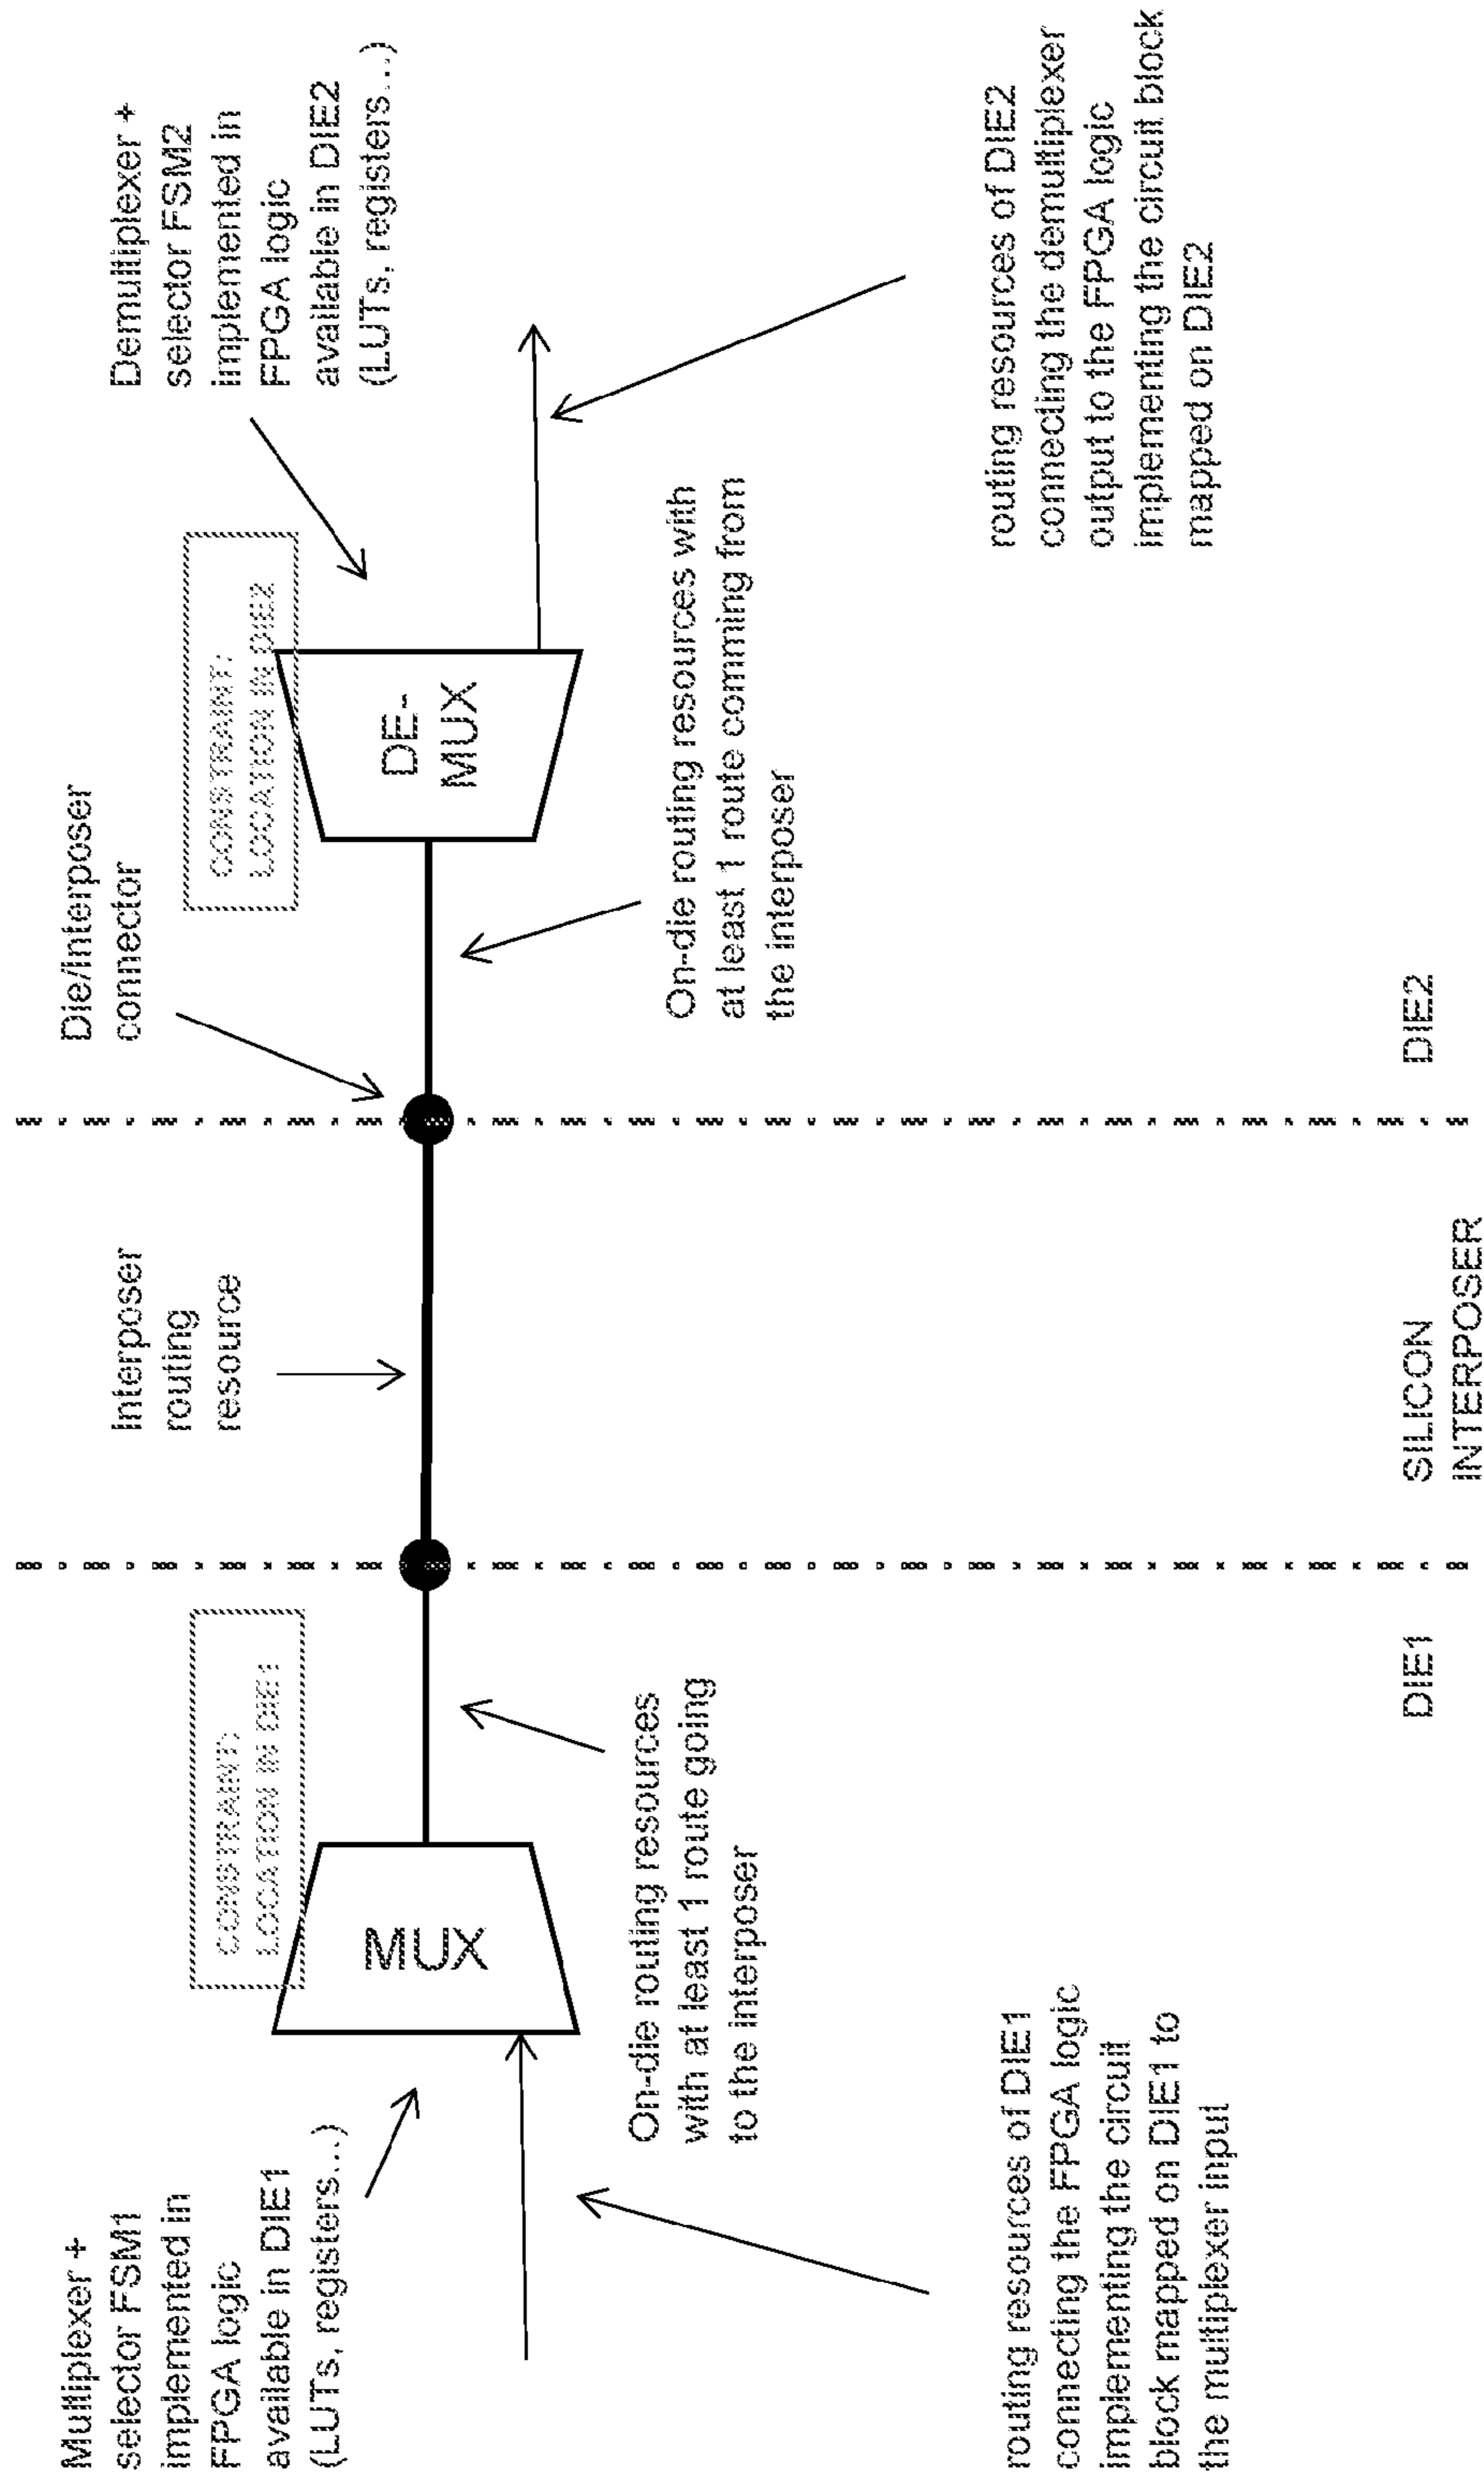 Multiplexer +
selector FSM1
implemented in
FPGA logic
available in DIE1
(LUTs, registers...)
CONSTRAINT:
LOCATION IN DIE1
MUX
On-die routing resources
with at least 1 route going
to the interposer
routing resources of DIE1
connecting the FPGA logic
implementing the circuit
block mapped on DIE1 to
the multiplexer input
DIE1
Interposer
routing
resource
SILICON
INTERPOSER
Die/interposer
connector
CONSTRAINT:
LOCATION IN DIE2
DE-
MUX
Demultiplexer +
selector FSM2
implemented in
FPGA logic
available in DIE2
(LUTs, registers...)
On-die routing resources with
at least 1 route comming from
the interposer
routing resources of DIE2
connecting the demultiplexer
output to the FPGA logic
implementing the circuit block
mapped on DIE2
DIE2